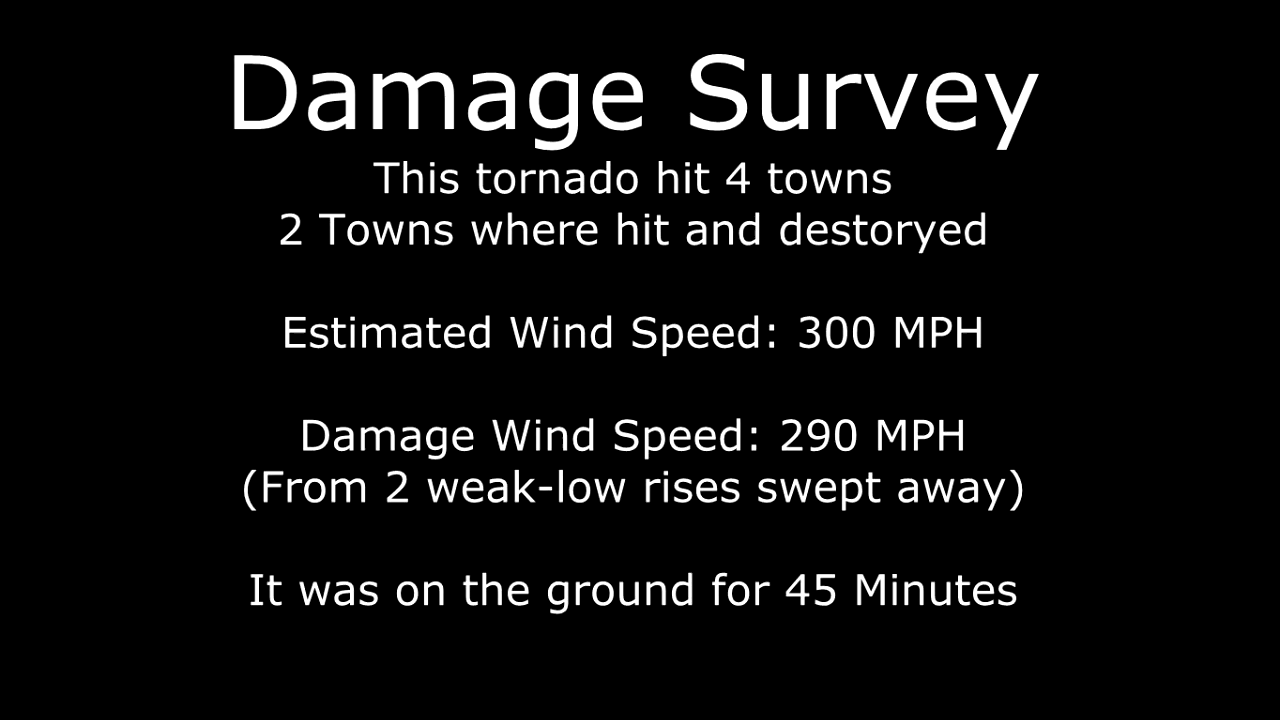 Damage Survey
This tornado hit 4 towns
2 Towns where hit and destoryed
Estimated Wind Speed: 300 MPH
Damage Wind Speed: 290 MPH
(From 2 weak-low rises swept away)
It was on the ground for 45 Minutes